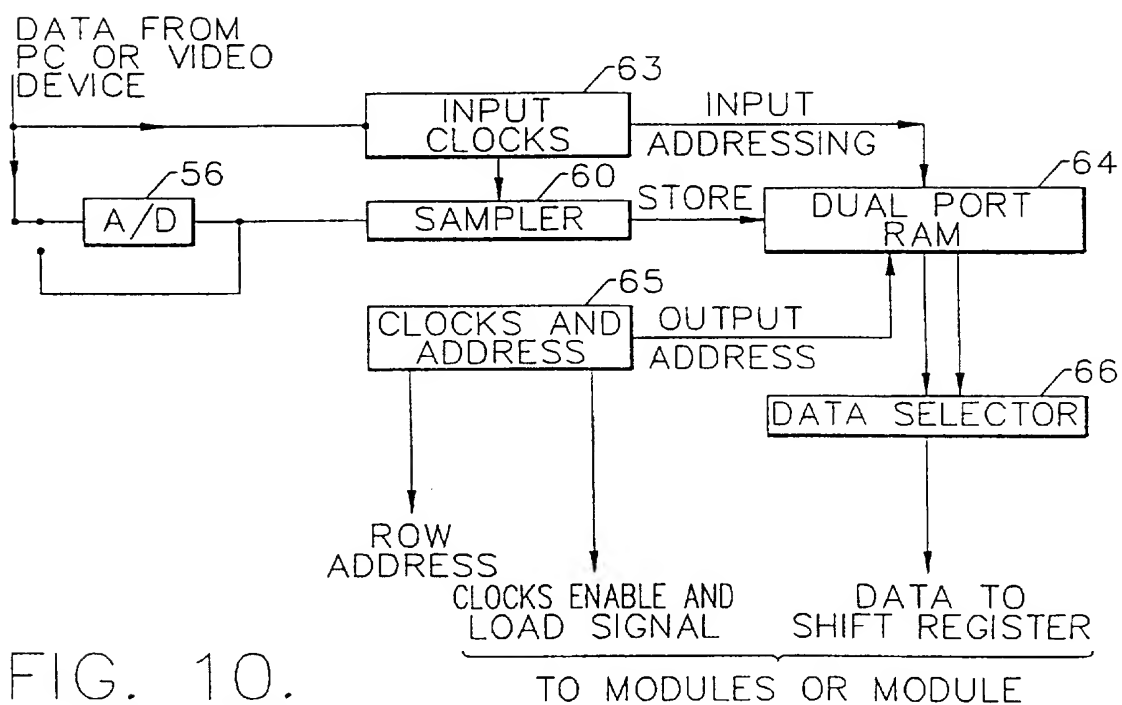 DATA FROM
PC OR VIDEO
DEVICE
63
INPUT
CLOCKS
INPUT
ADDRESSING
56
A/D
60
SAMPLER
STORE
64
DUAL PORT
RAM
65
CLOCKS AND
ADDRESS
OUTPUT
ADDRESS
66
DATA SELECTOR
ROW
ADDRESS
CLOCKS ENABLE AND
LOAD SIGNAL
DATA TO
SHIFT REGISTER
TO MODULES OR MODULE
FIG. 10.